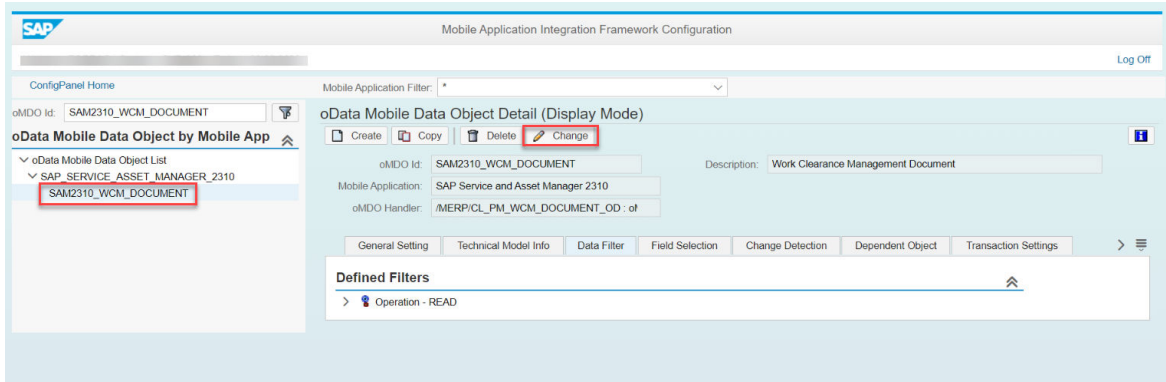 SAP
Mobile Application Integration Framework Configuration
Log Off
ConfigPanel Home
Mobile Application Filter: *
oMDO Id: SAM2310_WCM_DOCUMENT
oData Mobile Data Object by Mobile App
oData Mobile Data Object List
SAP_SERVICE_ASSET_MANAGER_2310
SAM2310_WCM_DOCUMENT
oData Mobile Data Object Detail (Display Mode)
Create Copy Delete Change
oMDO Id: SAM2310_WCM_DOCUMENT Description: Work Clearance Management Document
Mobile Application: SAP Service and Asset Manager 2310
oMDO Handler: /MERP/CL_PM_WCM_DOCUMENT_OD : oM
General Setting Technical Model Info Data Filter Field Selection Change Detection Dependent Object Transaction Settings
Defined Filters
Operation - READ